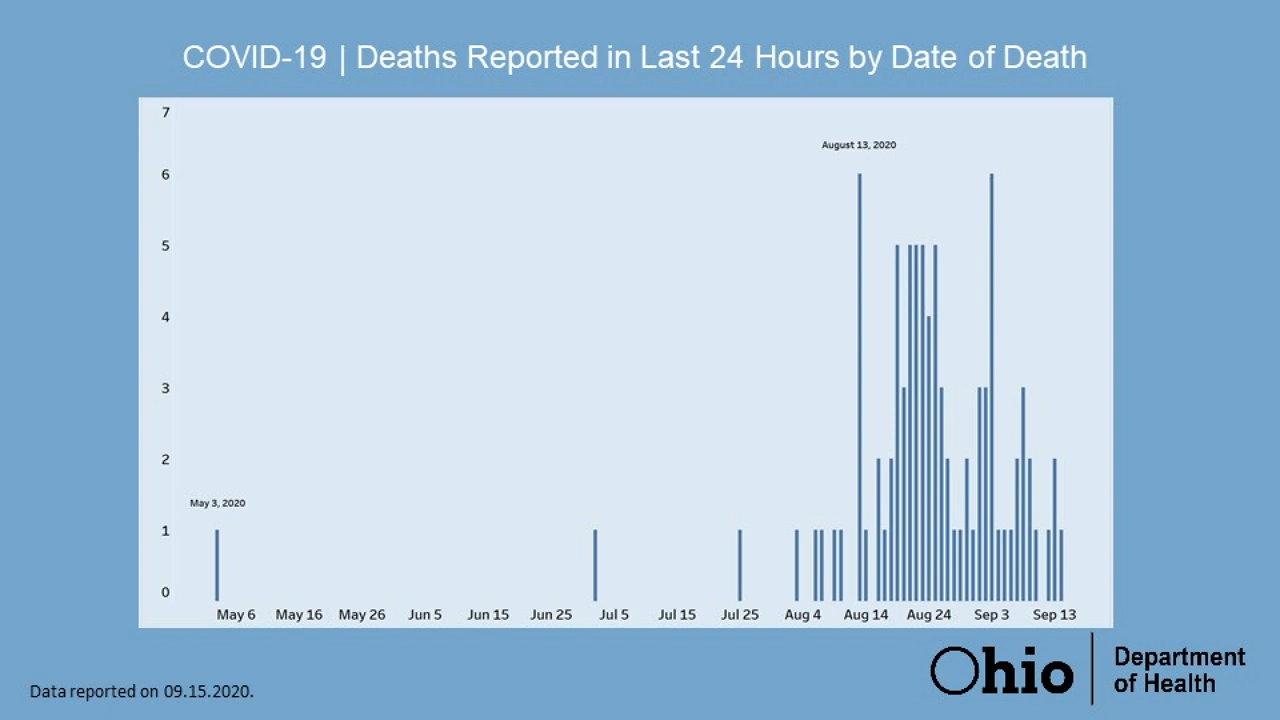 COVID-19 | Deaths Reported in Last 24 Hours by Date of Death
7
August 13, 2020
6
5
4
3
2
May 3, 2020
1
0
May 6 May 16 May 26 Jun 5 Jun 15 Jun 25 Jul 5 Jul 15 Jul 25 Aug 4 Aug 14 Aug 24 Sep 3 Sep 13
Data reported on 09.15.2020.
Ohio
Department
of Health